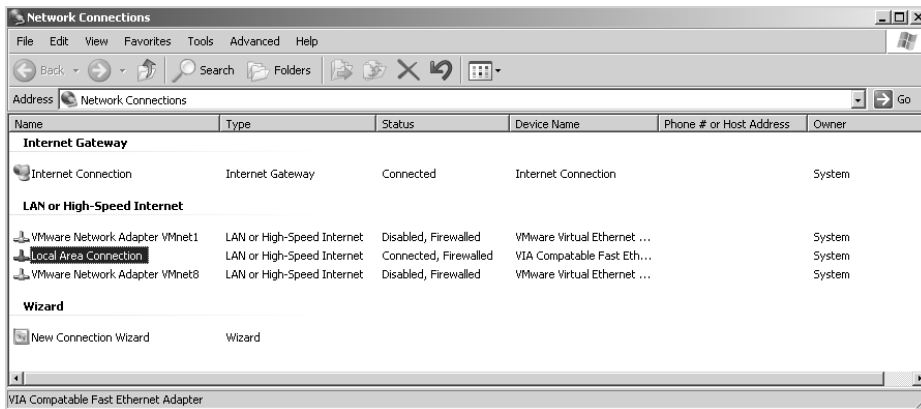 Network Connections
File Edit View Favorites Tools Advanced Help
Back Search Folders
Address Network Connections Go
Name Type Status Device Name Phone # or Host Address Owner
Internet Gateway
Internet Connection Internet Gateway Connected Internet Connection System
LAN or High-Speed Internet
VMware Network Adapter VMnet1 LAN or High-Speed Internet Disabled, Firewalled VMware Virtual Ethernet ... System
Local Area Connection LAN or High-Speed Internet Connected, Firewalled VIA Compatable Fast Eth... System
VMware Network Adapter VMnet8 LAN or High-Speed Internet Disabled, Firewalled VMware Virtual Ethernet ... System
Wizard
New Connection Wizard Wizard
VIA Compatable Fast Ethernet Adapter